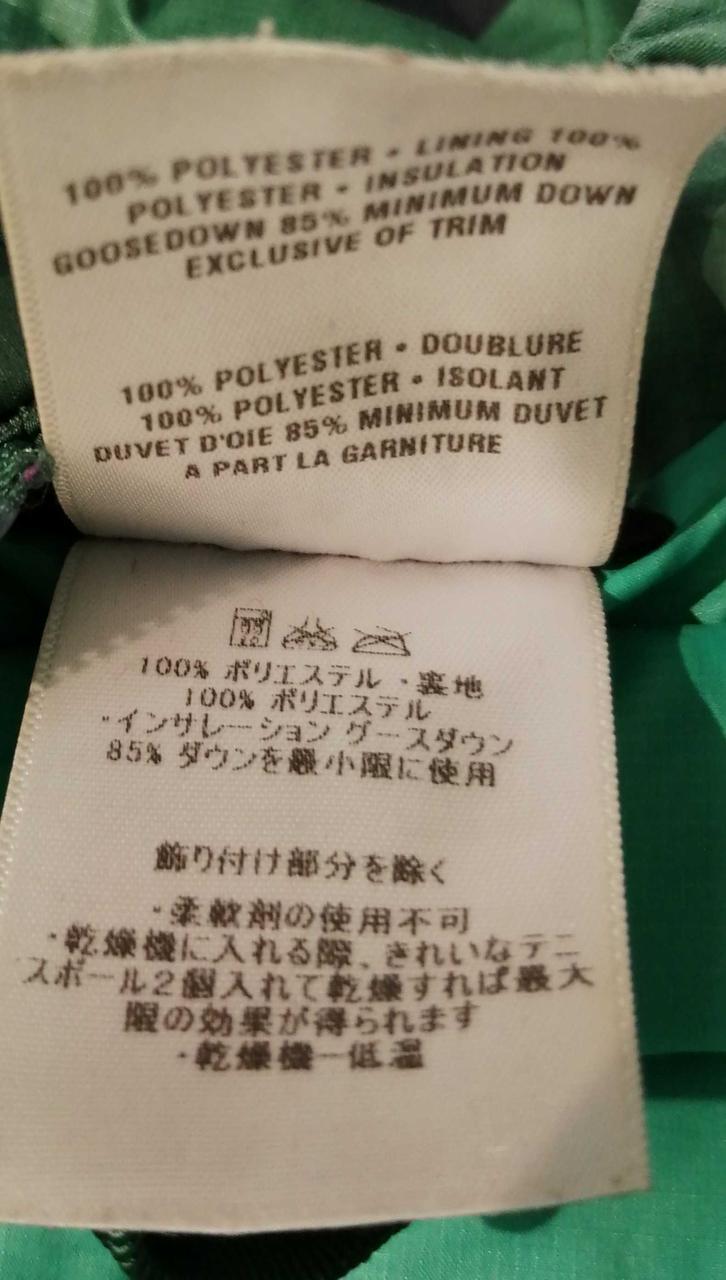 100% POLYESTER • LINING 100%
POLYESTER • INSULATION
GOOSEDOWN 85% MINIMUM DOWN
EXCLUSIVE OF TRIM
100% POLYESTER • DOUBLURE
100% POLYESTER • ISOLANT
DUVET D'OIE 85% MINIMUM DUVET
A PART LA GARNITURE
100% ポリエステル ・裏地
100% ポリエステル
・インサレーション グースダウン
85% ダウンを最小限に使用
飾り付け部分を除く
・柔軟剤の使用不可
・乾燥機に入れる際、きれいなテニ
スボール2個入れて乾燥すれば最大
限の効果が得られます
・乾燥機ー低温